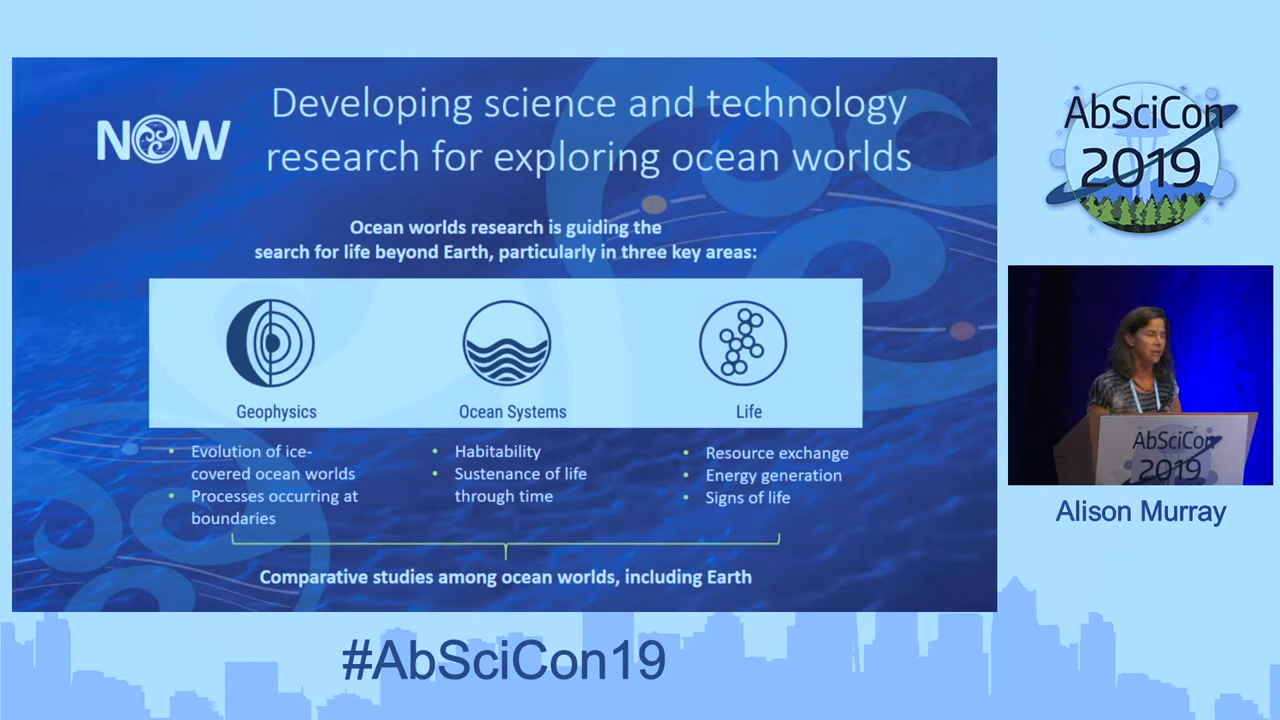 NOW
Developing science and technology
research for exploring ocean worlds
Ocean worlds research is guiding the
search for life beyond Earth, particularly in three key areas:
Geophysics
Ocean Systems
Life
• Evolution of ice-
covered ocean worlds
• Processes occurring at
boundaries
• Habitability
• Sustenance of life
through time
• Resource exchange
• Energy generation
• Signs of life
Comparative studies among ocean worlds, including Earth
AbSciCon
2019
AbSciCon
2019
Alison Murray
#AbSciCon19